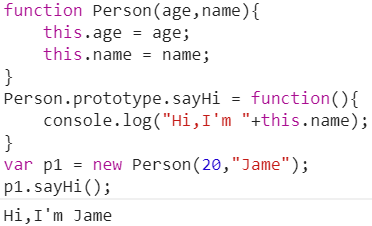 function Person(age,name){
    this.age = age;
    this.name = name;
}
Person.prototype.sayHi = function(){
    console.log("Hi,I'm "+this.name);
}
var p1 = new Person(20,"Jame");
p1.sayHi();
Hi,I'm Jame